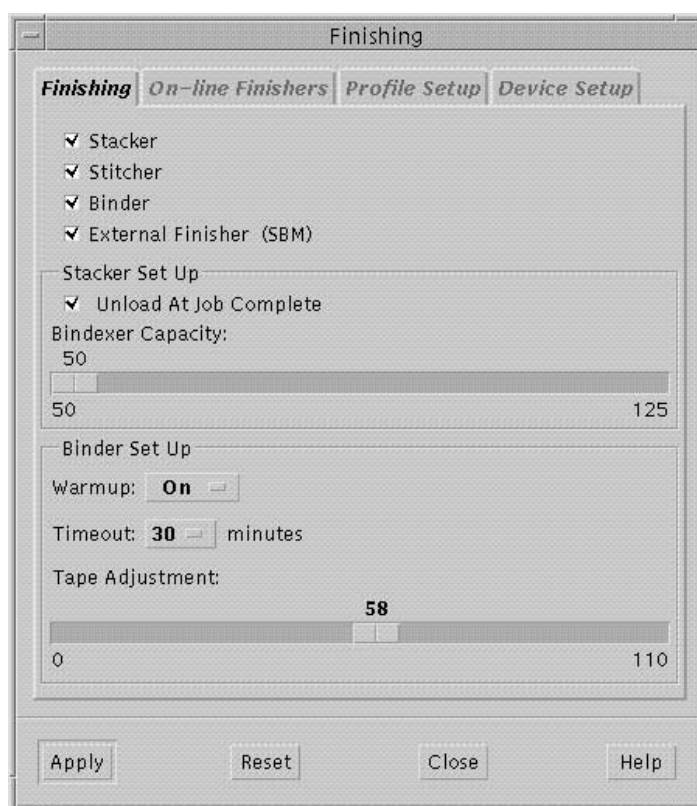 Finishing
Finishing On-line Finishers Profile Setup Device Setup
Stacker
Stitcher
Binder
External Finisher (SBM)
Stacker Set Up
Unload At Job Complete
Bindexer Capacity:
50
50 125
Binder Set Up
Warmup: On
Timeout: 30 minutes
Tape Adjustment:
58
0 110
Apply Reset Close Help